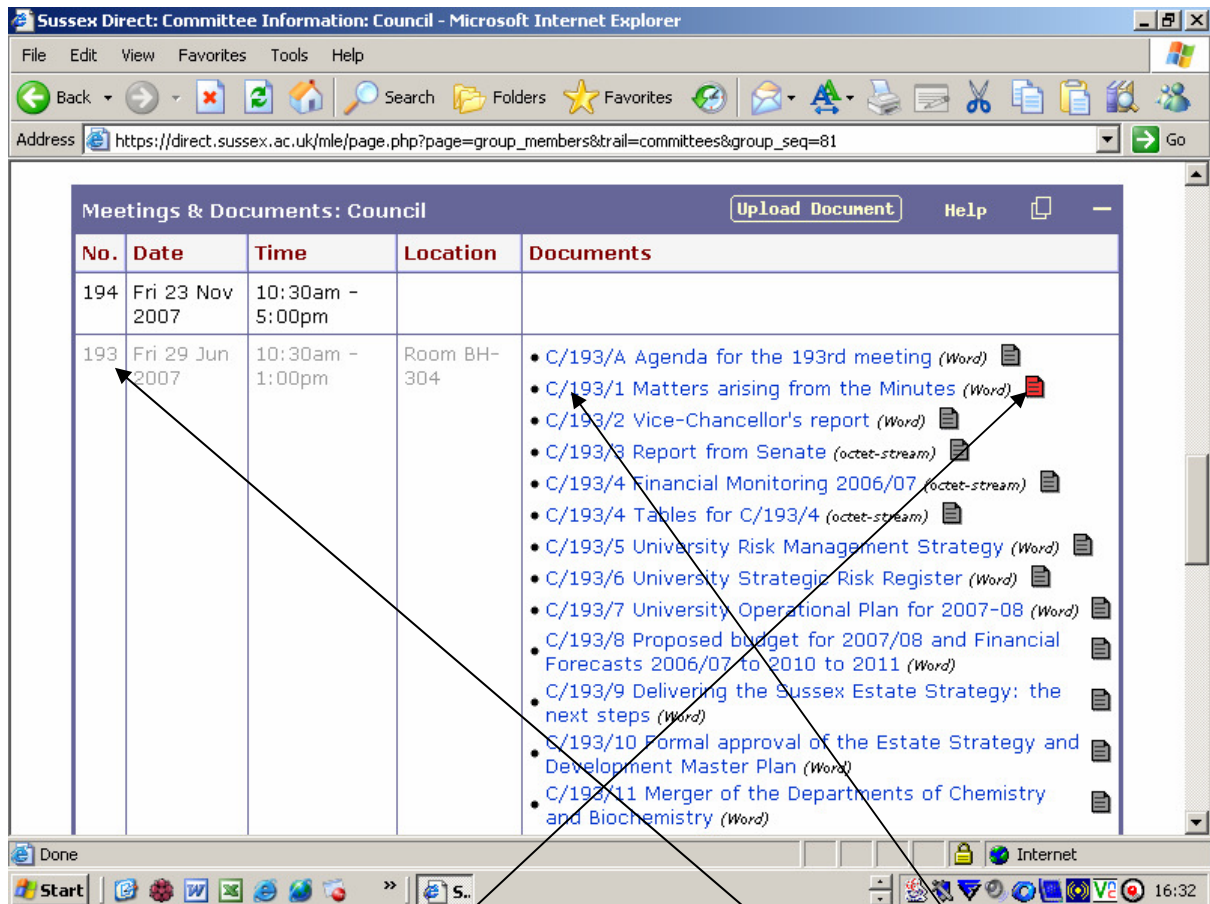 Sussex Direct: Committee Information: Council - Microsoft Internet Explorer
File Edit View Favorites Tools Help
Back Search Folders Favorites
Address https://direct.sussex.ac.uk/mle/page.php?page=group_members&trail=committees&group_seq=81 Go
Meetings & Documents: Council Upload Document Help
No. Date Time Location Documents
194 Fri 23 Nov 2007 10:30am - 5:00pm
193 Fri 29 Jun 2007 10:30am - 1:00pm Room BH-304
• C/193/A Agenda for the 193rd meeting (Word)
• C/193/1 Matters arising from the Minutes (Word)
• C/193/2 Vice-Chancellor's report (Word)
• C/193/3 Report from Senate (octet-stream)
• C/193/4 Financial Monitoring 2006/07 (octet-stream)
• C/193/4 Tables for C/193/4 (octet-stream)
• C/193/5 University Risk Management Strategy (Word)
• C/193/6 University Strategic Risk Register (Word)
• C/193/7 University Operational Plan for 2007-08 (Word)
• C/193/8 Proposed budget for 2007/08 and Financial
Forecasts 2006/07 to 2010 to 2011 (Word)
• C/193/9 Delivering the Sussex Estate Strategy: the
next steps (Word)
• C/193/10 Formal approval of the Estate Strategy and
Development Master Plan (Word)
• C/193/11 Merger of the Departments of Chemistry
and Biochemistry (Word)
Done Internet
Start » S.. 16:32